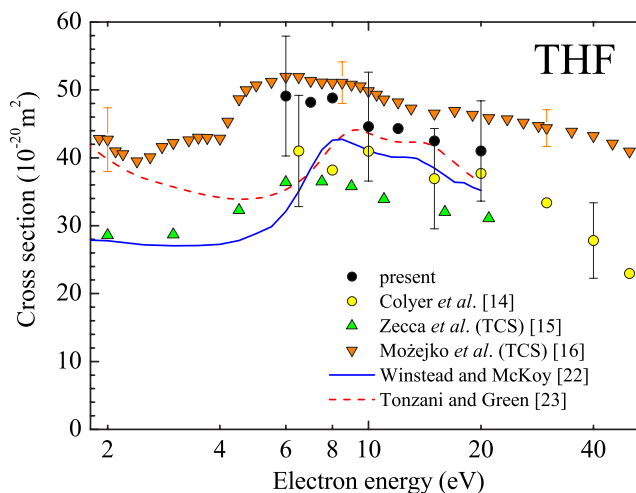 THF
60
50
40
30
20
10
0
Cross section (10⁻²⁰ m²)
present
Colyer et al. [14]
Zecca et al. (TCS) [15]
Możejko et al. (TCS) [16]
Winstead and McKoy [22]
Tonzani and Green [23]
2 4 6 8 10 20 40
Electron energy (eV)